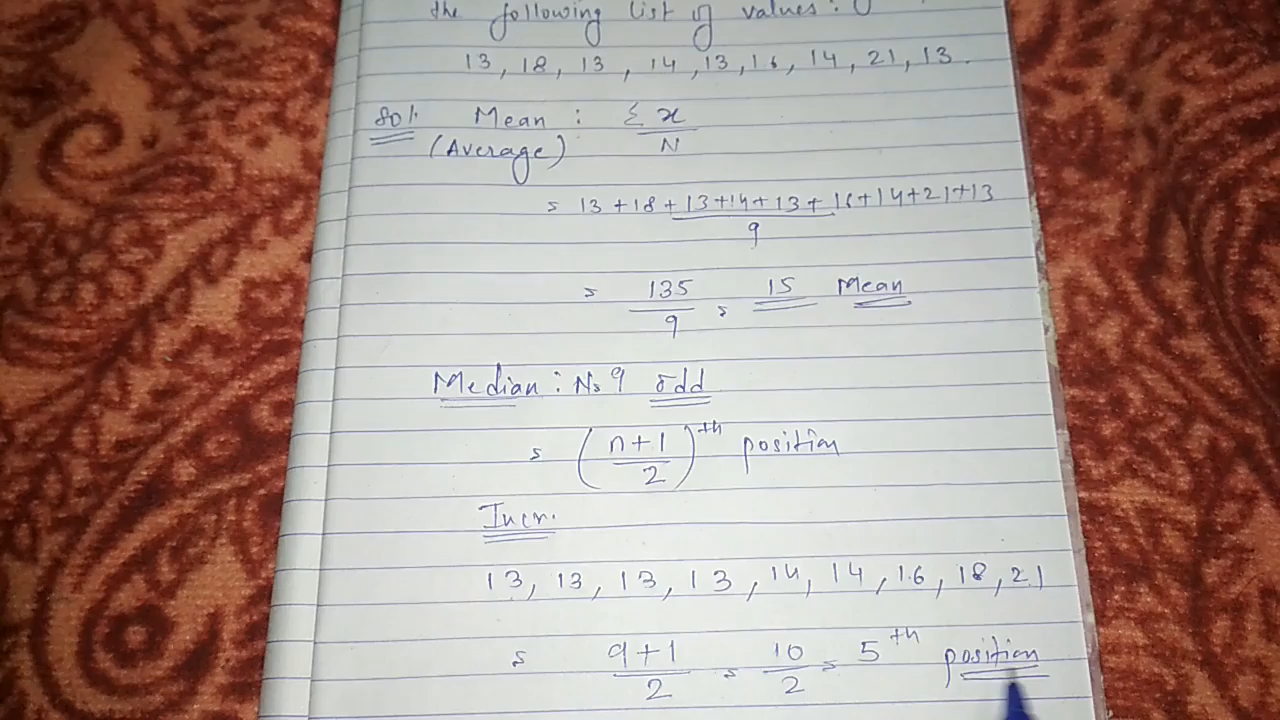 the following list of values:
13, 18, 13, 14, 13, 16, 14, 21, 13.
Sol. Mean : Σx/N
(Average)
= 13+18+13+14+13+16+14+21+13 / 9
= 135/9 = 15 Mean
Median : N=9 odd
= (n+1/2)th position
Incr.
13, 13, 13, 13, 14, 14, 16, 18, 21
= 9+1/2 = 10/2 = 5th position